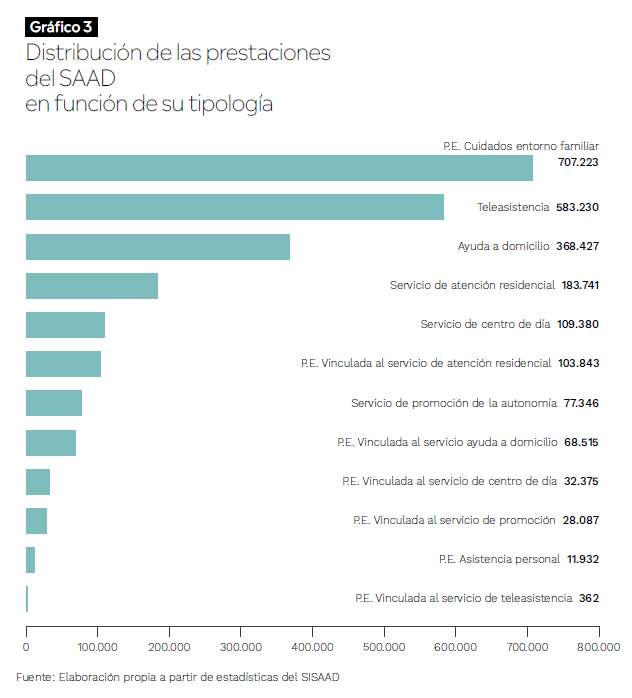 Gráfico 3
Distribución de las prestaciones
del SAAD
en función de su tipología
P.E. Cuidados entorno familiar
707.223
Teleasistencia 583.230
Ayuda a domicilio 368.427
Servicio de atención residencial 183.741
Servicio de centro de día 109.380
P.E. Vinculada al servicio de atención residencial 103.843
Servicio de promoción de la autonomía 77.346
P.E. Vinculada al servicio ayuda a domicilio 68.515
P.E. Vinculada al servicio de centro de día 32.375
P.E. Vinculada al servicio de promoción 28.087
P.E. Asistencia personal 11.932
P.E. Vinculada al servicio de teleasistencia 362
0 100.000 200.000 300.000 400.000 500.000 600.000 700.000 800.000
Fuente: Elaboración propia a partir de estadísticas del SISAAD